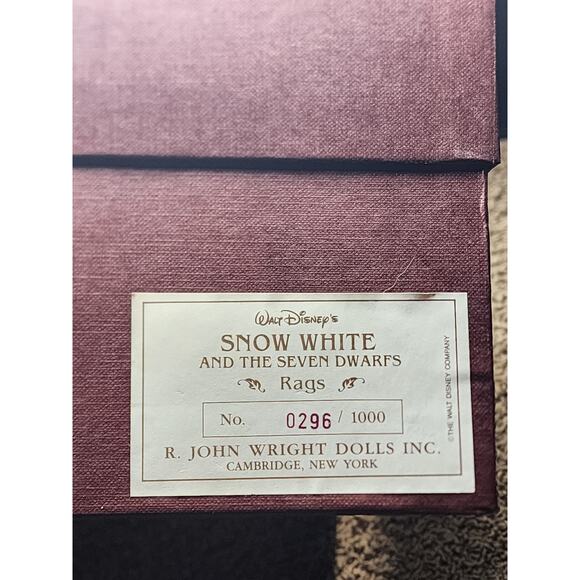 Walt Disney's
SNOW WHITE
AND THE SEVEN DWARFS
Rags
No. 0296 / 1000
R. JOHN WRIGHT DOLLS INC.
CAMBRIDGE, NEW YORK
©THE WALT DISNEY COMPANY